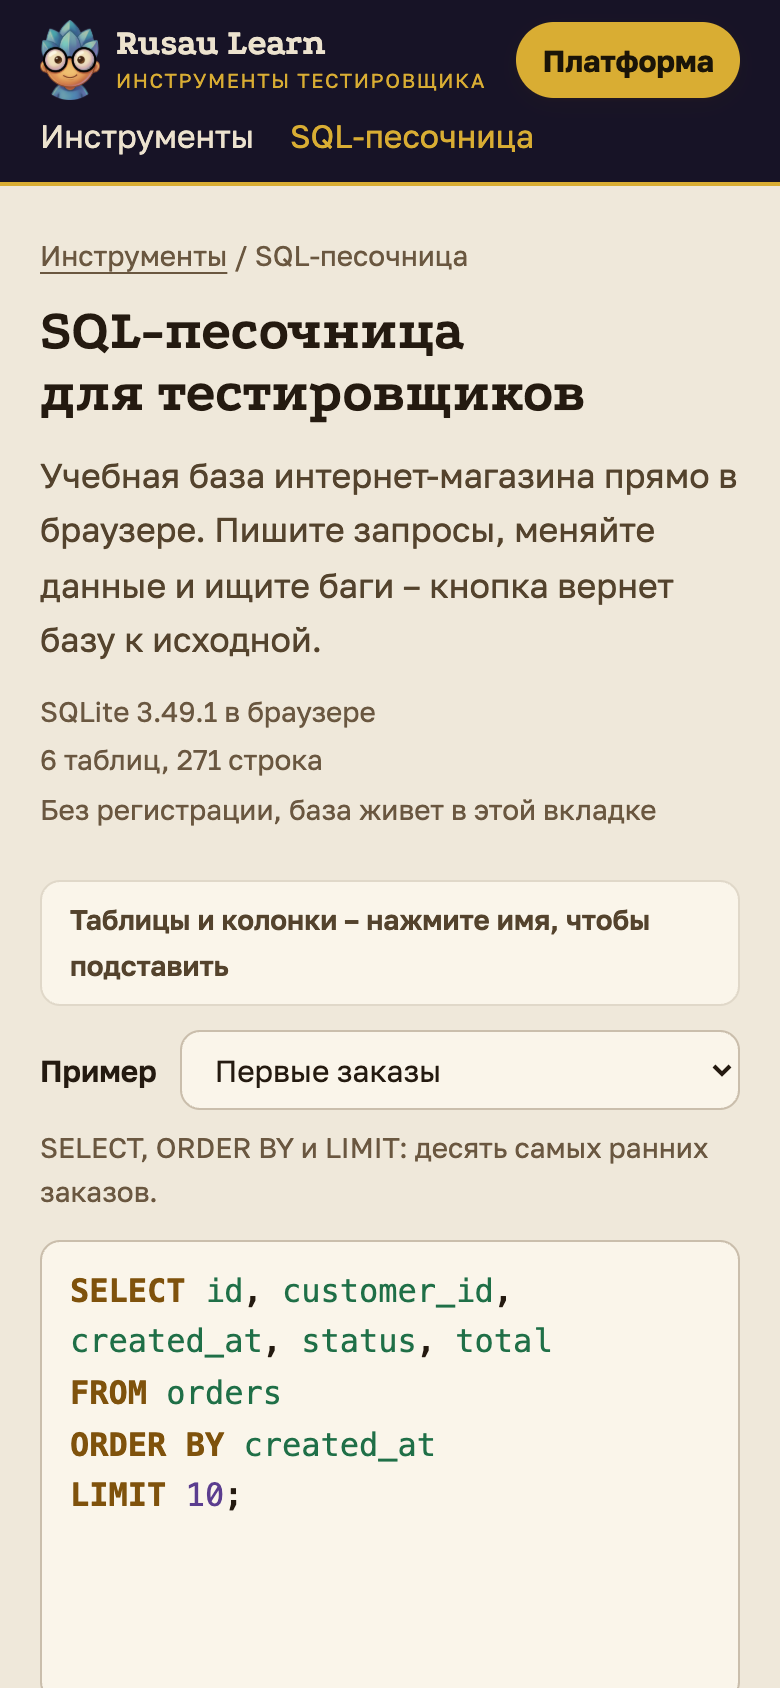 Rusau Learn
ИНСТРУМЕНТЫ ТЕСТИРОВЩИКА
Платформа
Инструменты SQL-песочница
Инструменты / SQL-песочница
SQL-песочница
для тестировщиков
Учебная база интернет-магазина прямо в
браузере. Пишите запросы, меняйте
данные и ищите баги – кнопка вернет
базу к исходной.
SQLite 3.49.1 в браузере
6 таблиц, 271 строка
Без регистрации, база живет в этой вкладке
Таблицы и колонки – нажмите имя, чтобы
подставить
Пример Первые заказы
SELECT, ORDER BY и LIMIT: десять самых ранних
заказов.
SELECT id, customer_id,
created_at, status, total
FROM orders
ORDER BY created_at
LIMIT 10;